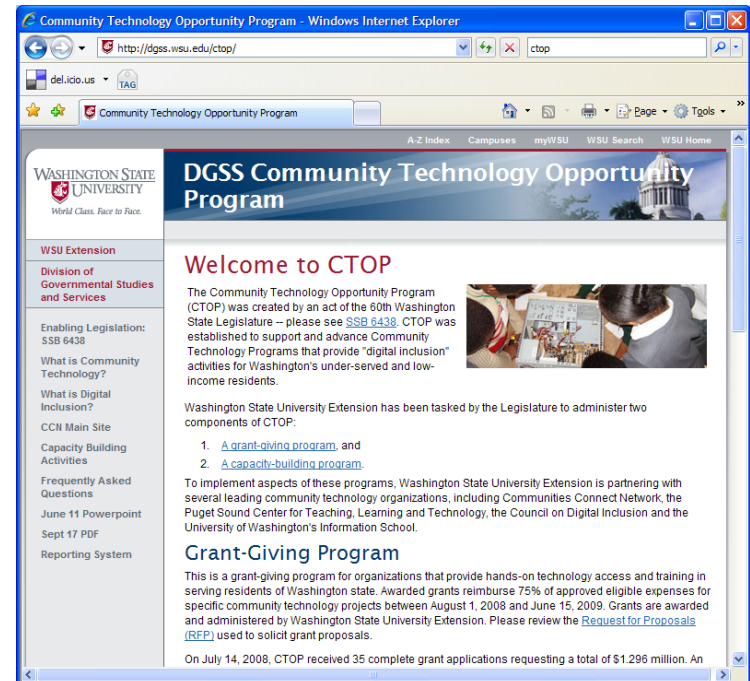 Community Technology Opportunity Program - Windows Internet Explorer
http://dgss.wsu.edu/ctop/
ctop
del.icio.us
TAG
Community Technology Opportunity Program
Page
Tools
A-Z Index Campuses myWSU WSU Search WSU Home
WASHINGTON STATE
UNIVERSITY
World Class. Face to Face.
DGSS Community Technology Opportunity
Program
WSU Extension
Division of
Governmental Studies
and Services
Enabling Legislation:
SSB 6438
What is Community
Technology?
What is Digital
Inclusion?
CCN Main Site
Capacity Building
Activities
Frequently Asked
Questions
June 11 Powerpoint
Sept 17 PDF
Reporting System
Welcome to CTOP
The Community Technology Opportunity Program
(CTOP) was created by an act of the 60th Washington
State Legislature -- please see SSB 6438. CTOP was
established to support and advance Community
Technology Programs that provide "digital inclusion"
activities for Washington's under-served and low-
income residents.
Washington State University Extension has been tasked by the Legislature to administer two
components of CTOP:
1. A grant-giving program, and
2. A capacity-building program.
To implement aspects of these programs, Washington State University Extension is partnering with
several leading community technology organizations, including Communities Connect Network, the
Puget Sound Center for Teaching, Learning and Technology, the Council on Digital Inclusion and the
University of Washington's Information School.
Grant-Giving Program
This is a grant-giving program for organizations that provide hands-on technology access and training in
serving residents of Washington state. Awarded grants reimburse 75% of approved eligible expenses for
specific community technology projects between August 1, 2008 and June 15, 2009. Grants are awarded
and administered by Washington State University Extension. Please review the Request for Proposals
(RFP) used to solicit grant proposals.
On July 14, 2008, CTOP received 35 complete grant applications requesting a total of $1.296 million. An